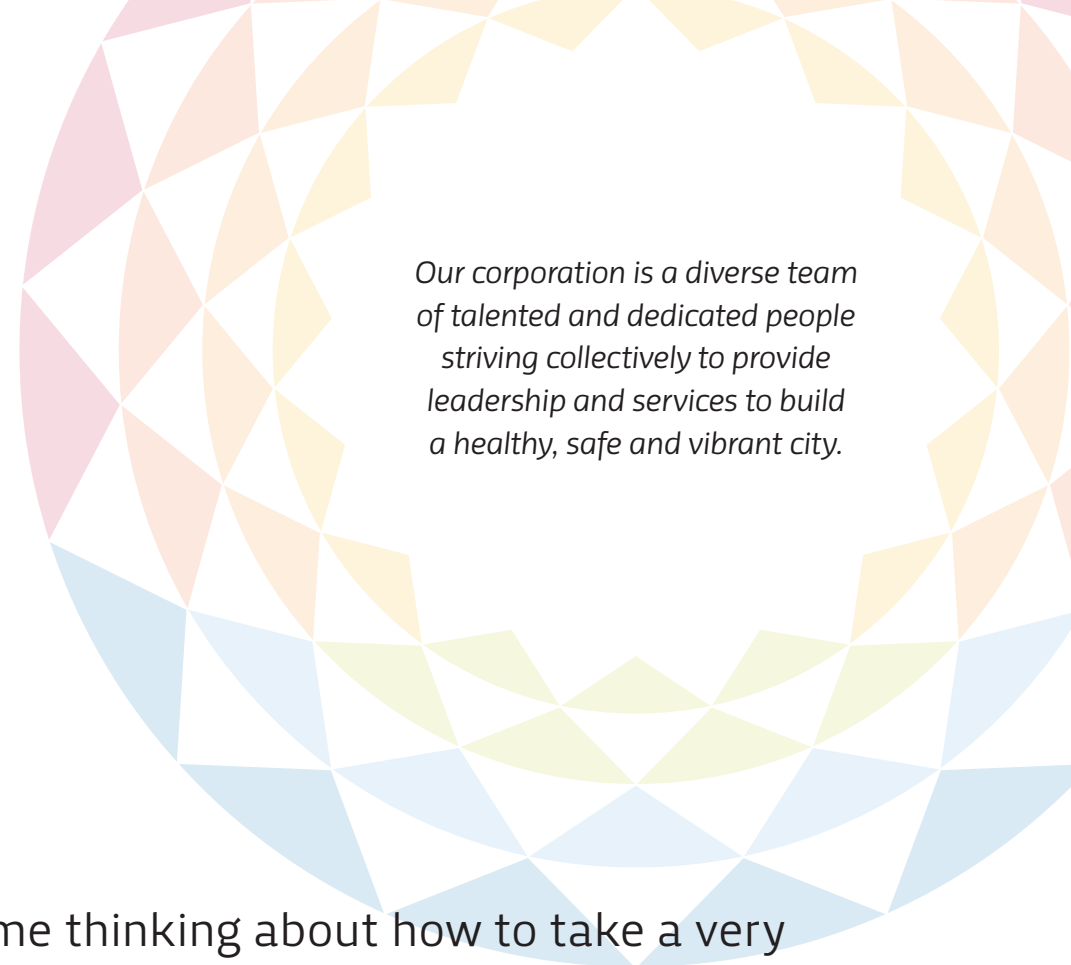 Our corporation is a diverse team
of talented and dedicated people
striving collectively to provide
leadership and services to build
a healthy, safe and vibrant city.
thinking about how to take a very